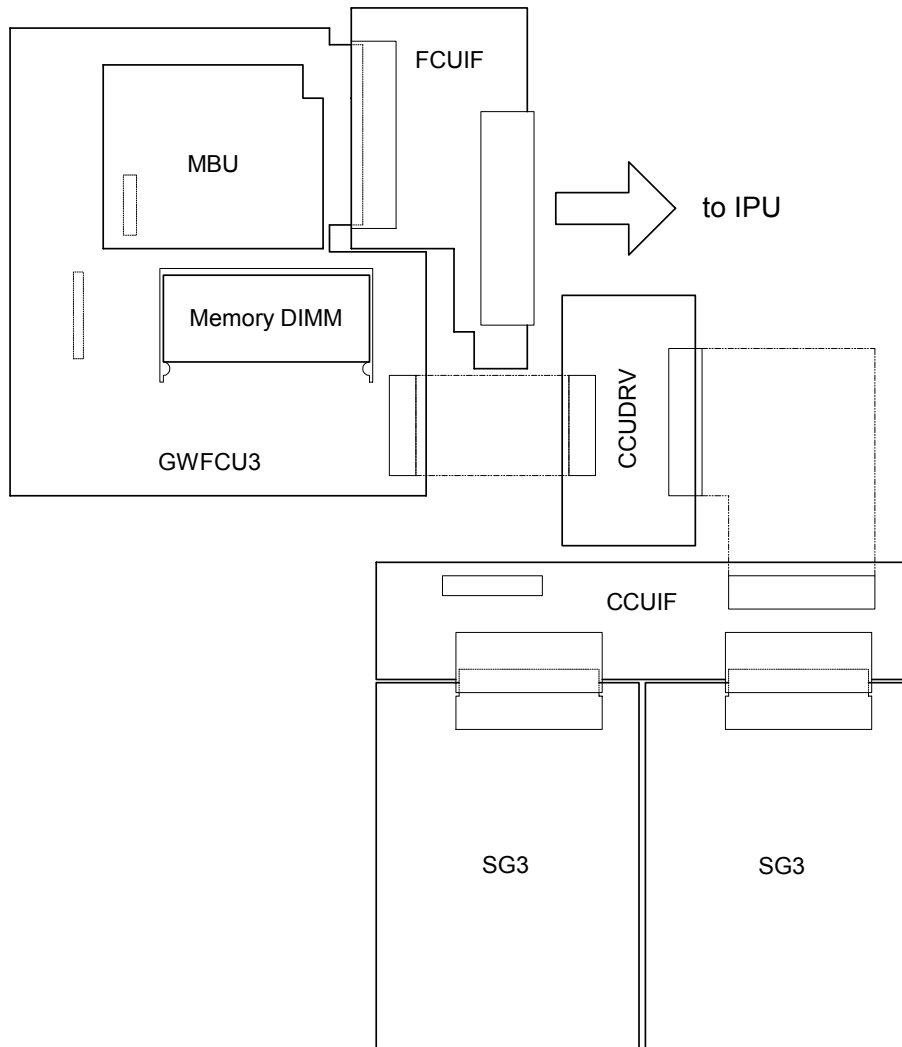 FCUIF
MBU
to IPU
Memory DIMM
CCUDRV
GWFCU3
CCUIF
SG3
SG3